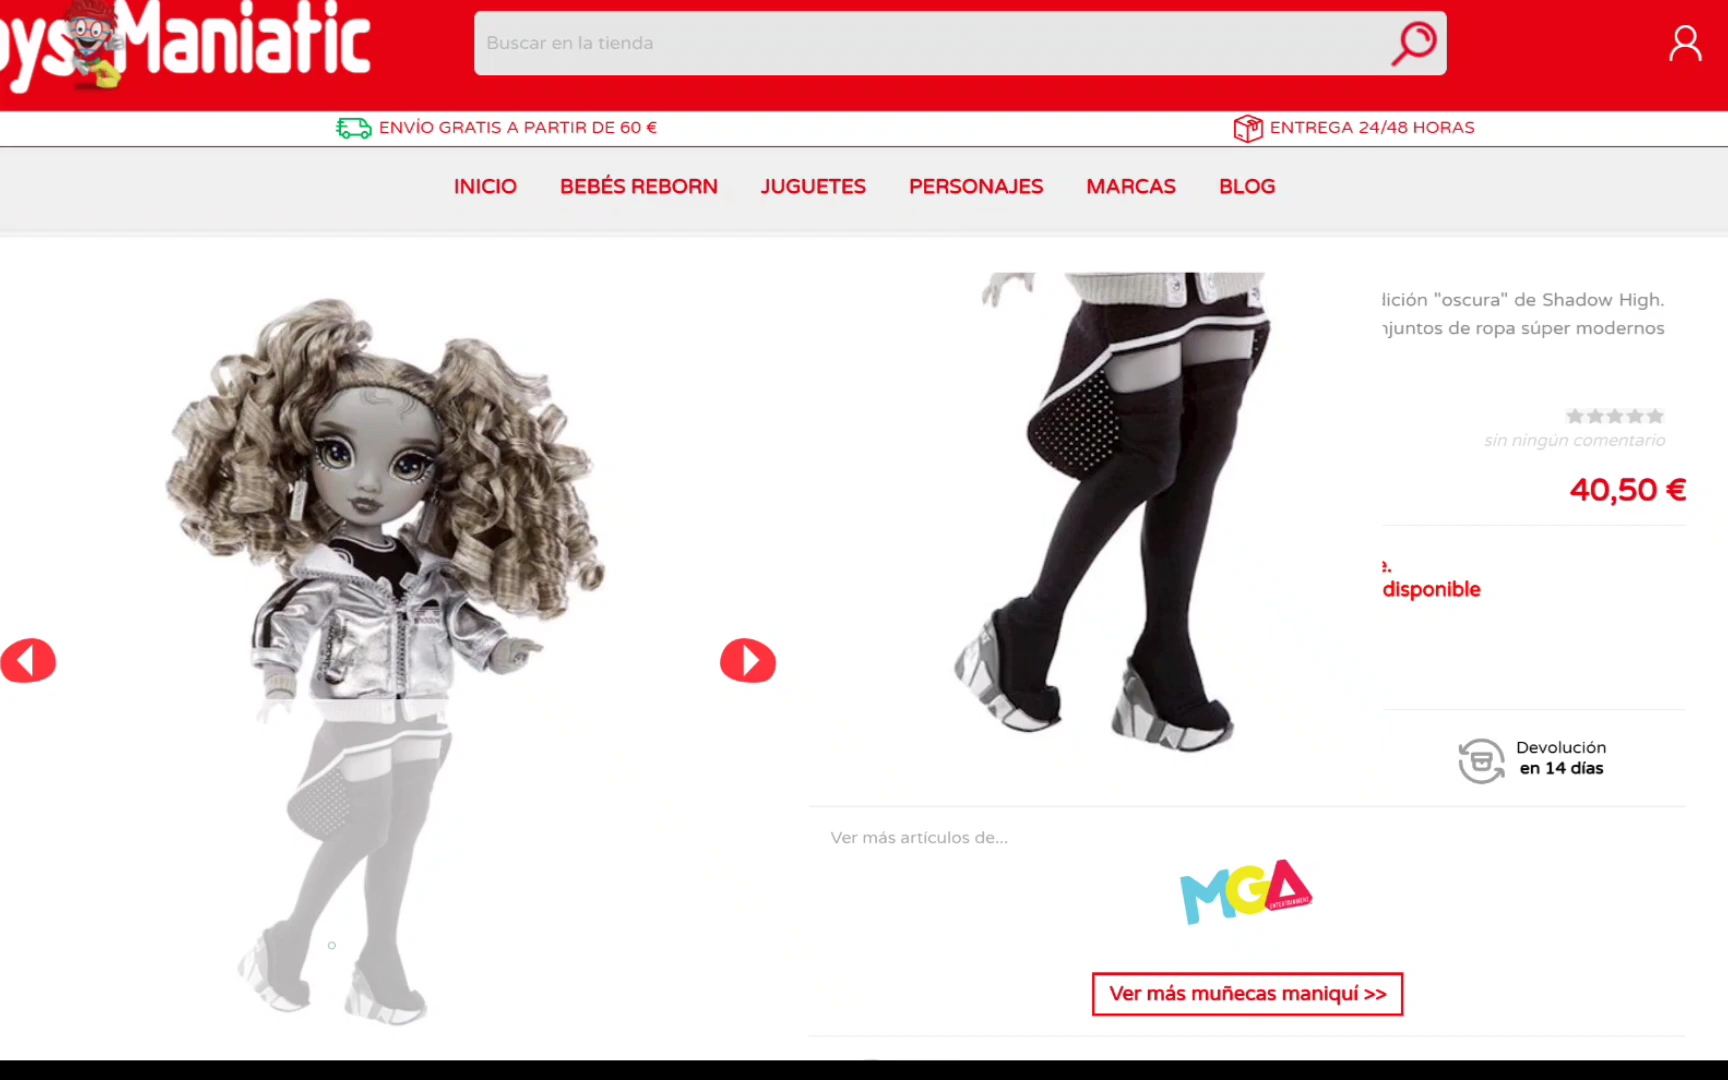 Maniatic
Buscar en la tienda
ENVÍO GRATIS A PARTIR DE 60 €
ENTREGA 24/48 HORAS
INICIO BEBÉS REBORN JUGUETES PERSONAJES MARCAS BLOG
"oscura" de Shadow High.
de ropa súper modernos
sin ningún comentario
40,50 €
disponible
Devolución
en 14 días
Ver más artículos de...
MGA
ENTERTAINMENT
Ver más muñecas maniquí >>